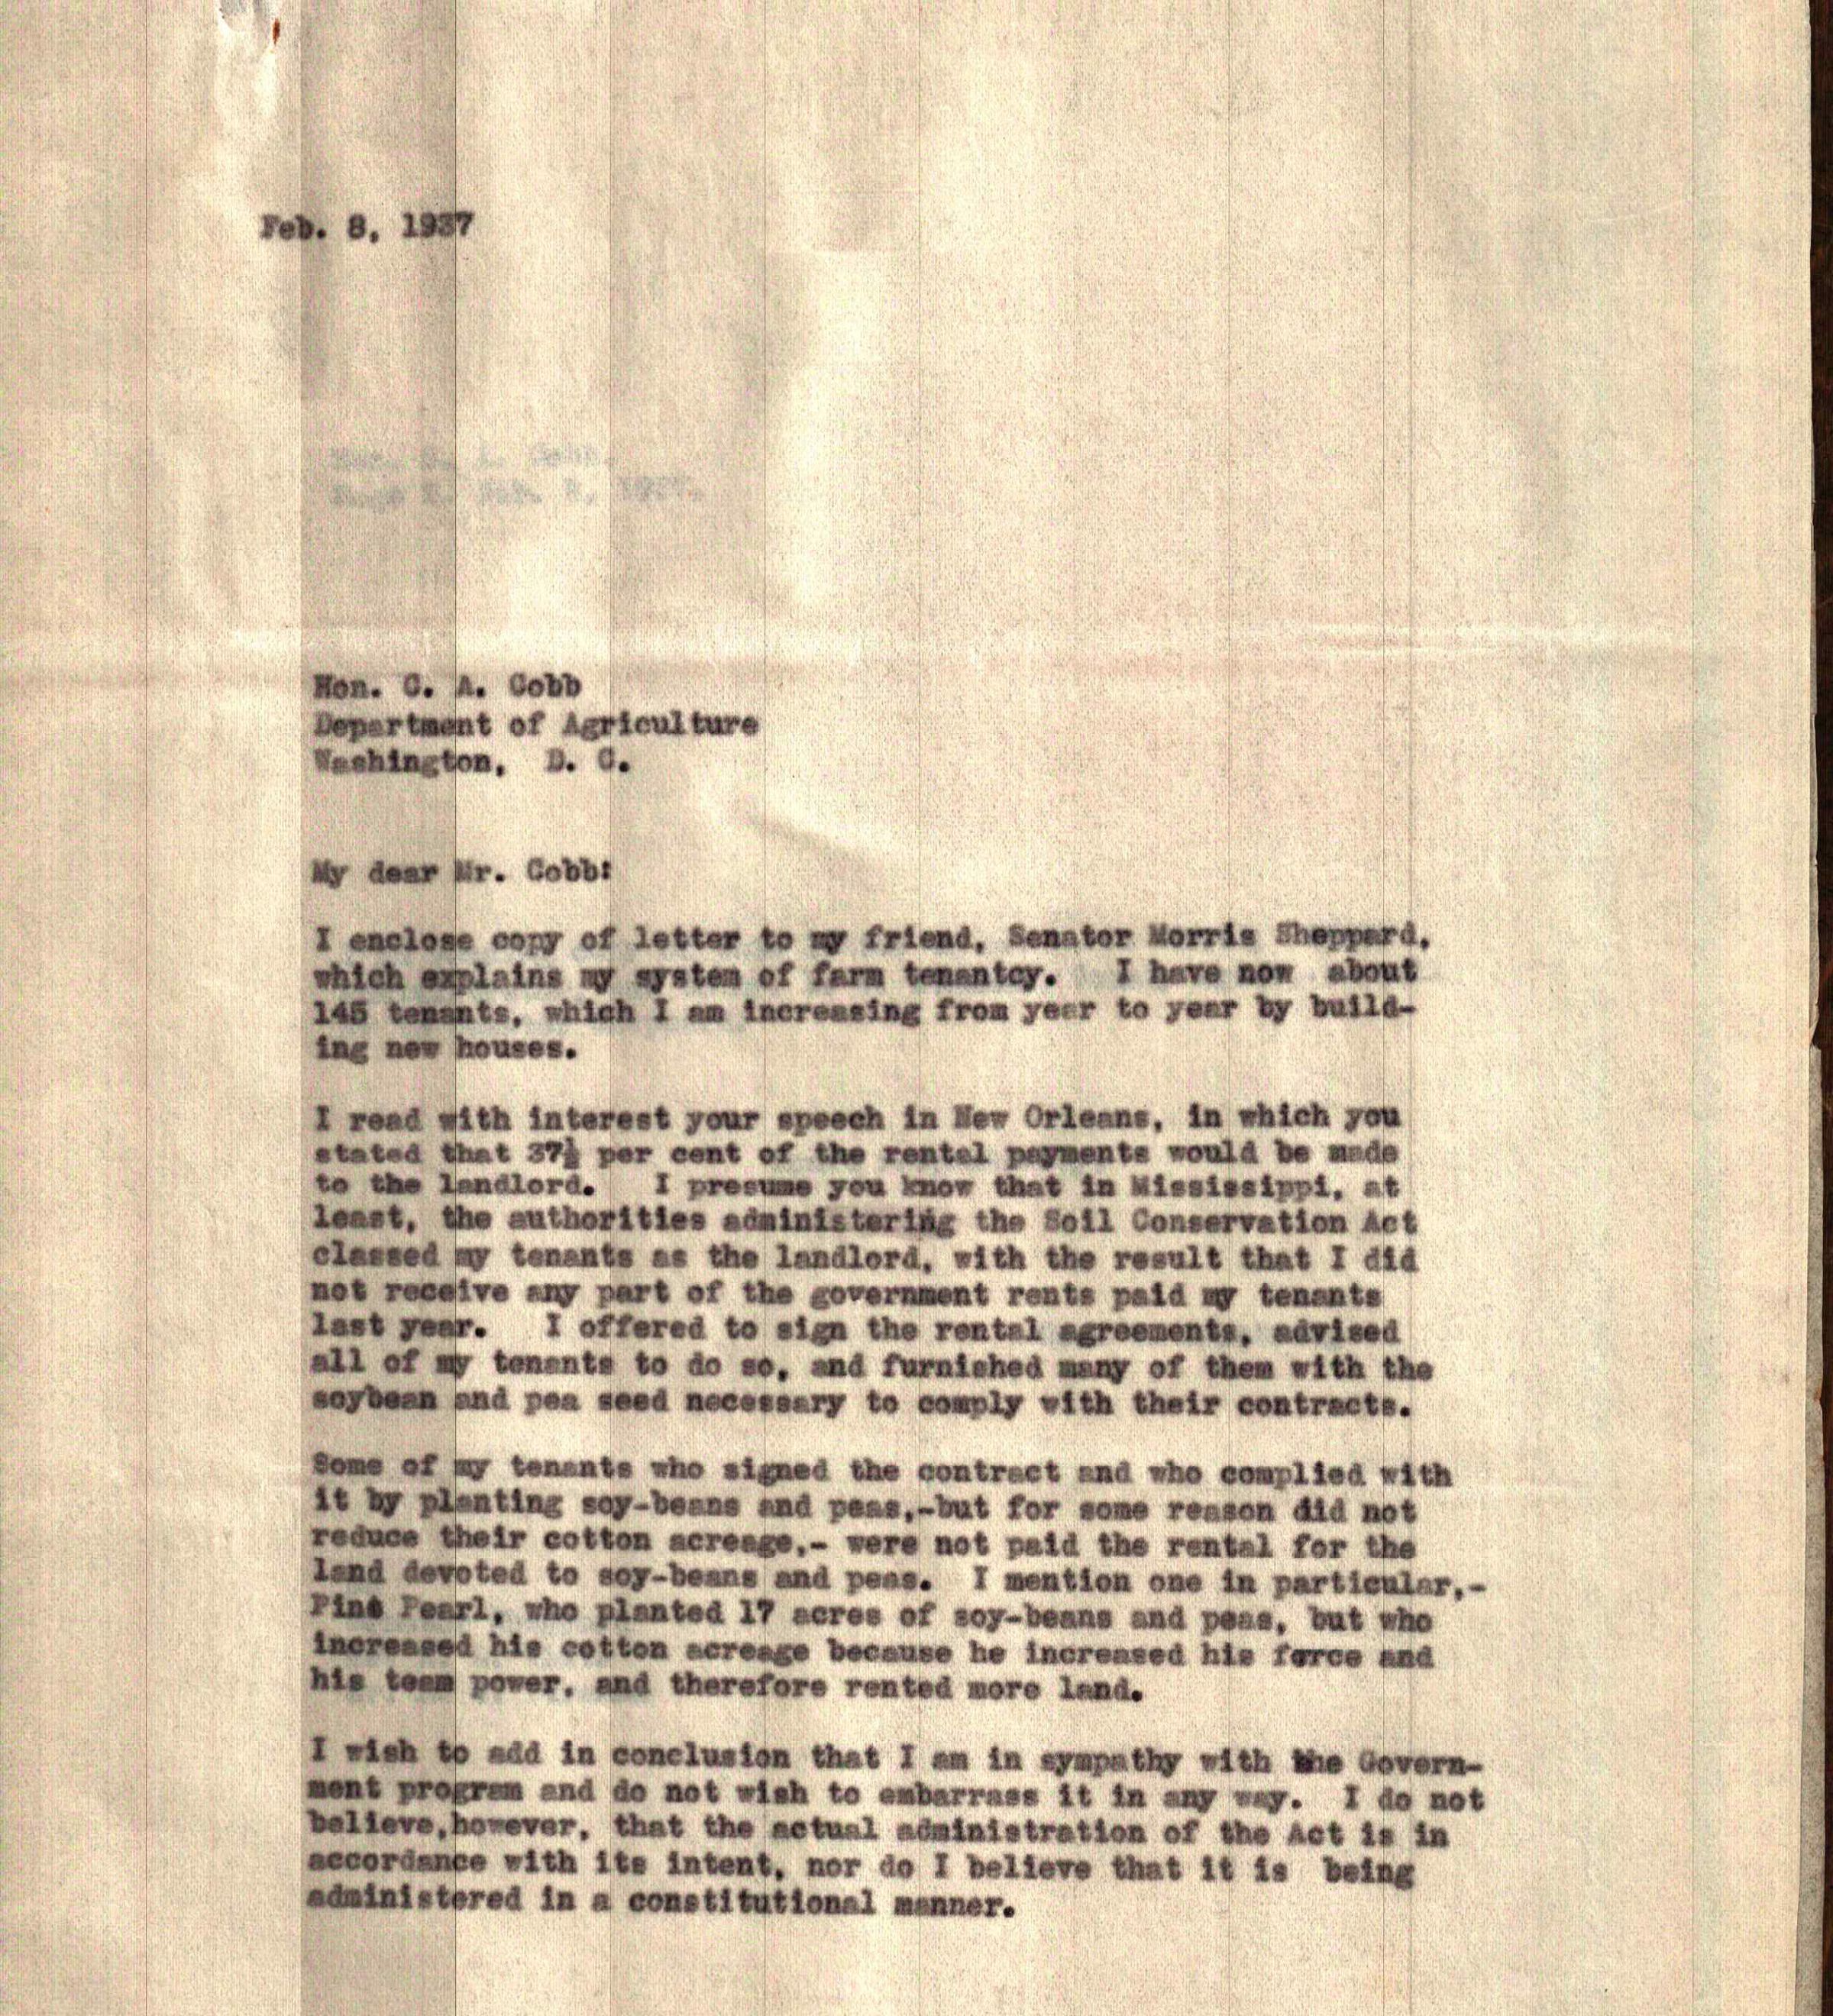 Feb. 8, 1937
Hon. C. A. Cobb
Department of Agriculture
Washington, D. C.
My dear Mr. Cobb:
I enclose copy of letter to my friend, Senator Morris Sheppard,
which explains my system of farm tenantcy. I have now about
145 tenants, which I am increasing from year to year by build-
ing new houses.
I read with interest your speech in New Orleans, in which you
stated that 37½ per cent of the rental payments would be made
to the landlord. I presume you know that in Mississippi, at
least, the authorities administering the Soil Conservation Act
classed my tenants as the landlord, with the result that I did
not receive any part of the government rents paid my tenants
last year. I offered to sign the rental agreements, advised
all of my tenants to do so, and furnished many of them with the
soybean and pea seed necessary to comply with their contracts.
Some of my tenants who signed the contract and who complied with
it by planting soy-beans and peas,-but for some reason did not
reduce their cotton acreage,- were not paid the rental for the
land devoted to soy-beans and peas. I mention one in particular,-
Pearl, who planted 17 acres of soy-beans and peas, but who
increased his cotton acreage because he increased his force and
his team power, and therefore rented more land.
I wish to add in conclusion that I am in sympathy with the Govern-
ment program and do not wish to embarrass it in any way. I do not
believe,however, that the actual administration of the Act is in
accordance with its intent, nor do I believe that it is being
administered in a constitutional manner.